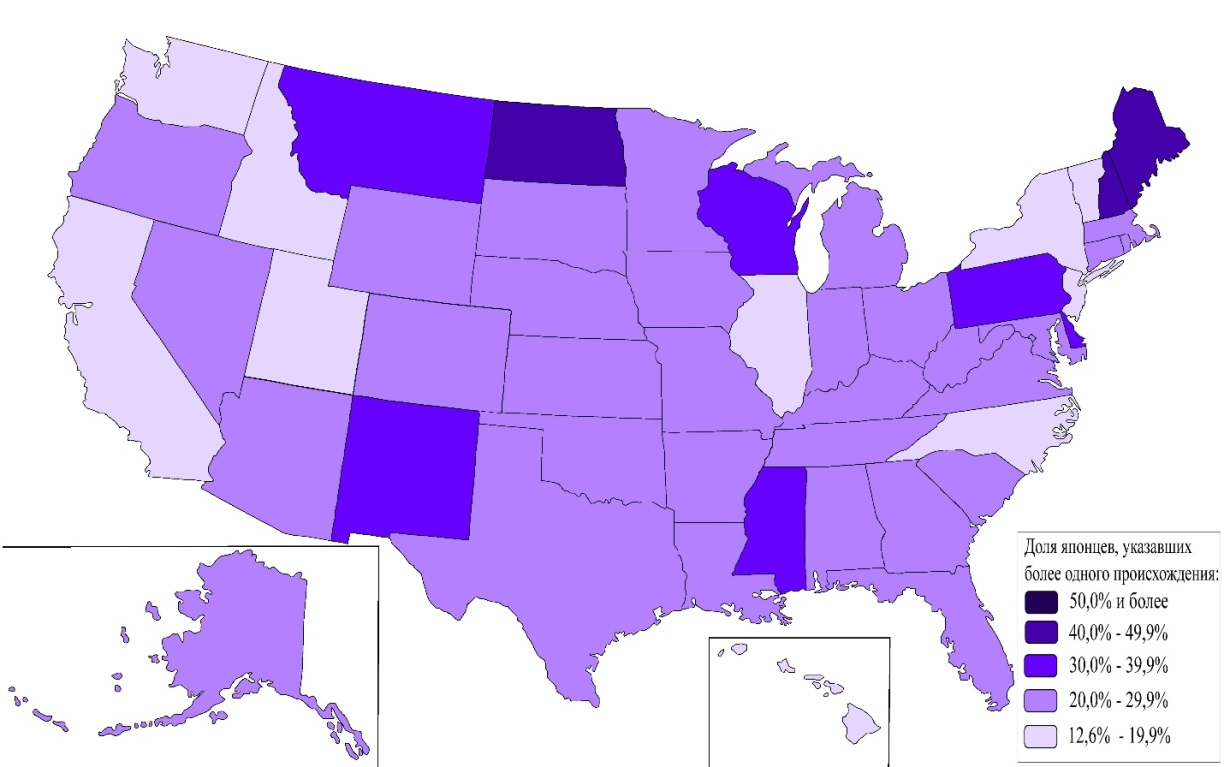 Доля японцев, указавших
более одного происхождения:
50,0% и более
40,0% - 49,9%
30,0% - 39,9%
20,0% - 29,9%
12,6% - 19,9%